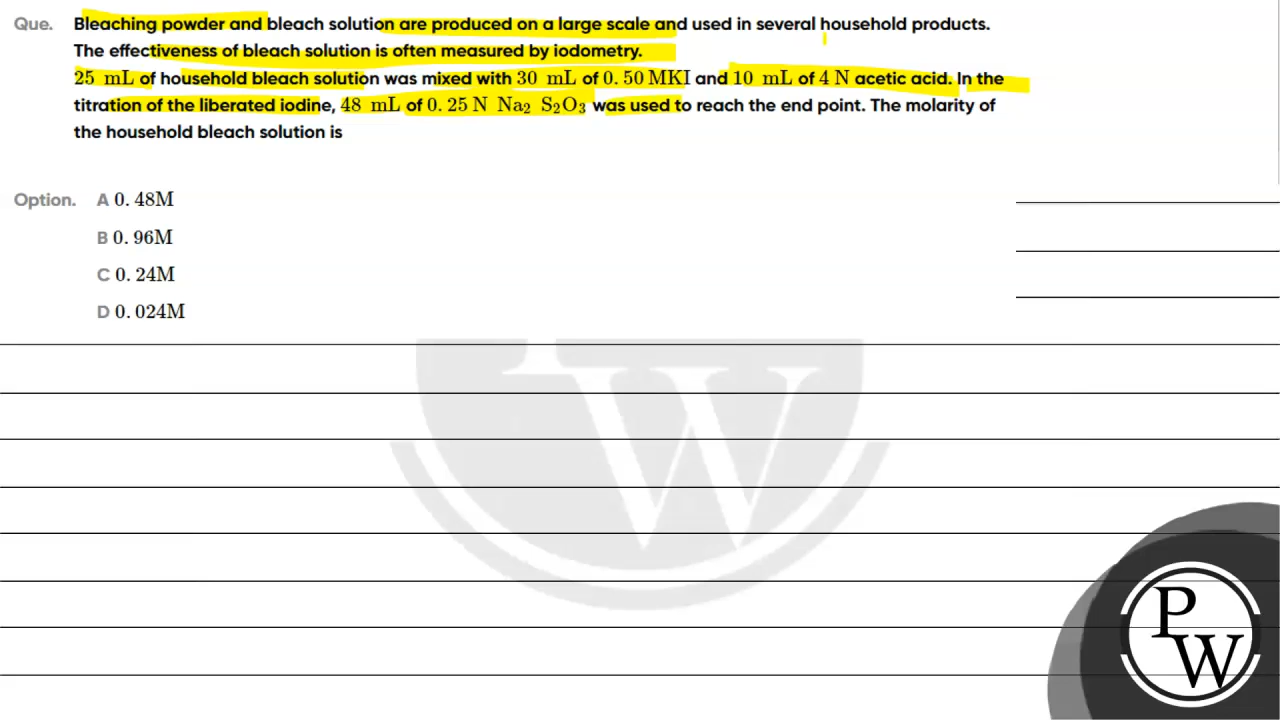 Que. Bleaching powder and bleach solution are produced on a large scale and used in several household products.
The effectiveness of bleach solution is often measured by iodometry.
25 mL of household bleach solution was mixed with 30 mL of 0.50 MKI and 10 mL of 4 N acetic acid. In the
titration of the liberated iodine, 48 mL of 0.25 N Na₂ S₂O₃ was used to reach the end point. The molarity of
the household bleach solution is
Option. A 0.48M
B 0.96M
C 0.24M
D 0.024M
W
P
W